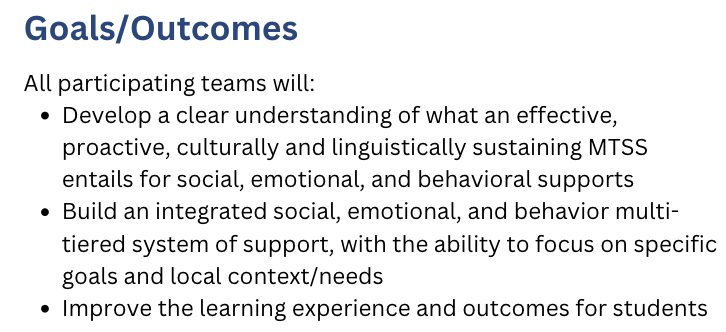 Goals/Outcomes
All participating teams will:
• Develop a clear understanding of what an effective,
proactive, culturally and linguistically sustaining MTSS
entails for social, emotional, and behavioral supports
• Build an integrated social, emotional, and behavior multi-
tiered system of support, with the ability to focus on specific
goals and local context/needs
• Improve the learning experience and outcomes for students